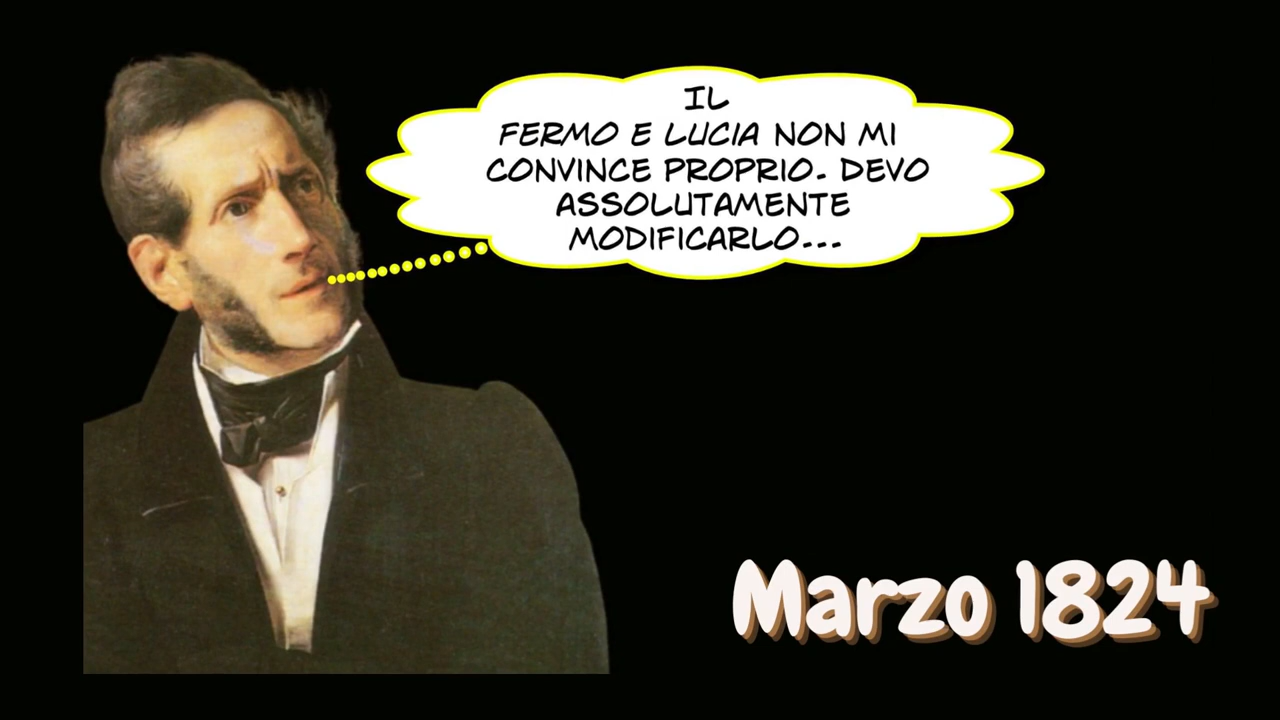 IL
FERMO E LUCIA NON MI
CONVINCE PROPRIO. DEVO
ASSOLUTAMENTE
MODIFICARLO...
Marzo 1824